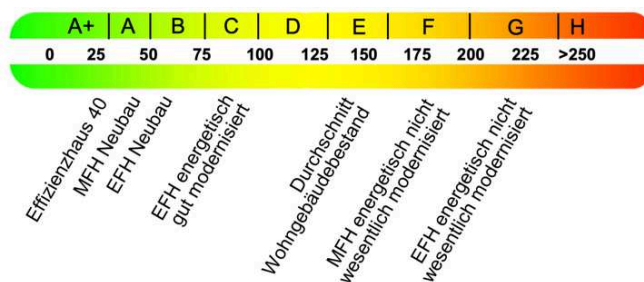 A+ A B C D E F G H
0 25 50 75 100 125 150 175 200 225 >250
Effizienzhaus 40
MFH Neubau
EFH Neubau
EFH energetisch
gut modernisiert
Durchschnitt
Wohngebäudebestand
MFH energetisch nicht
wesentlich modernisiert
EFH energetisch nicht
wesentlich modernisiert